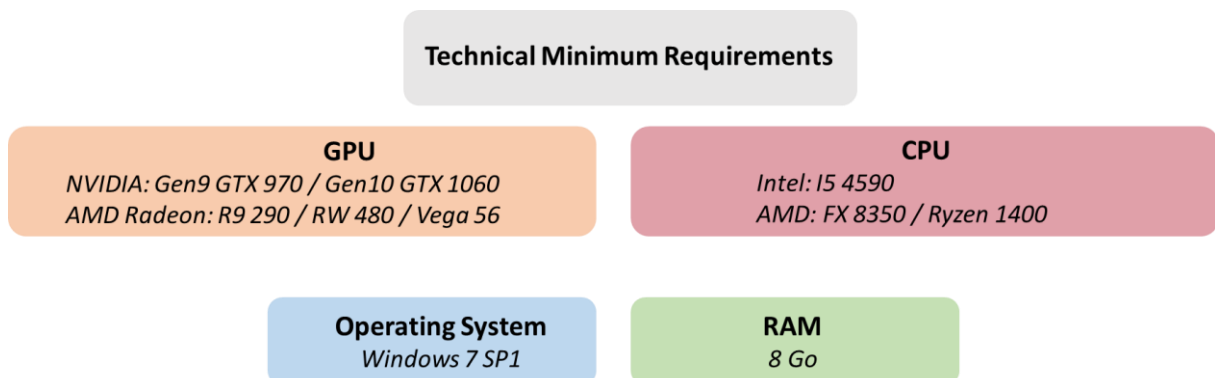 Technical Minimum Requirements
GPU
NVIDIA: Gen9 GTX 970 / Gen10 GTX 1060
AMD Radeon: R9 290 / RW 480 / Vega 56
CPU
Intel: I5 4590
AMD: FX 8350 / Ryzen 1400
Operating System
Windows 7 SP1
RAM
8 Go